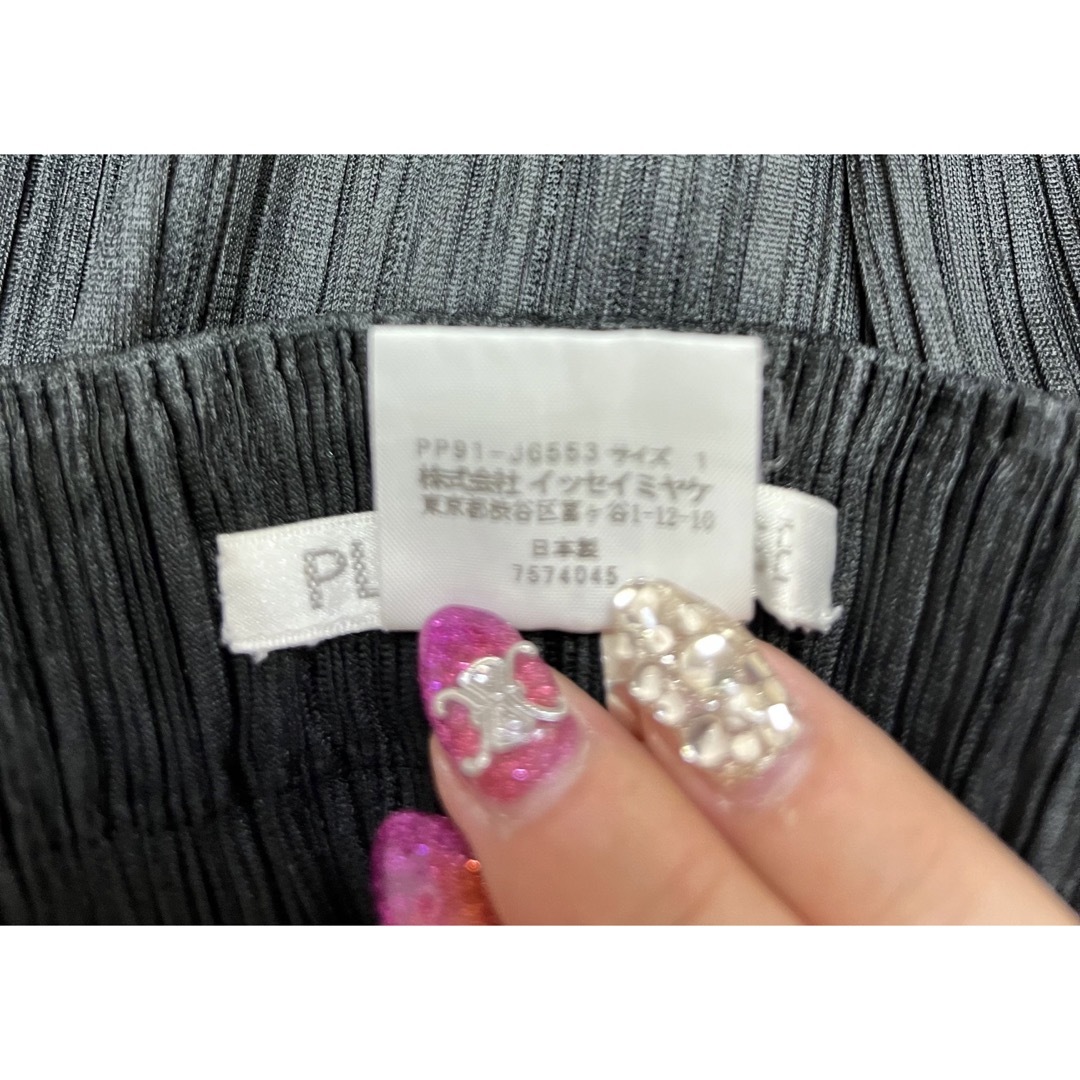 PP91-JG553 サイズ 1
株式会社 イッセイミヤケ
東京都渋谷区富ヶ谷1-12-10
日本製
7574045